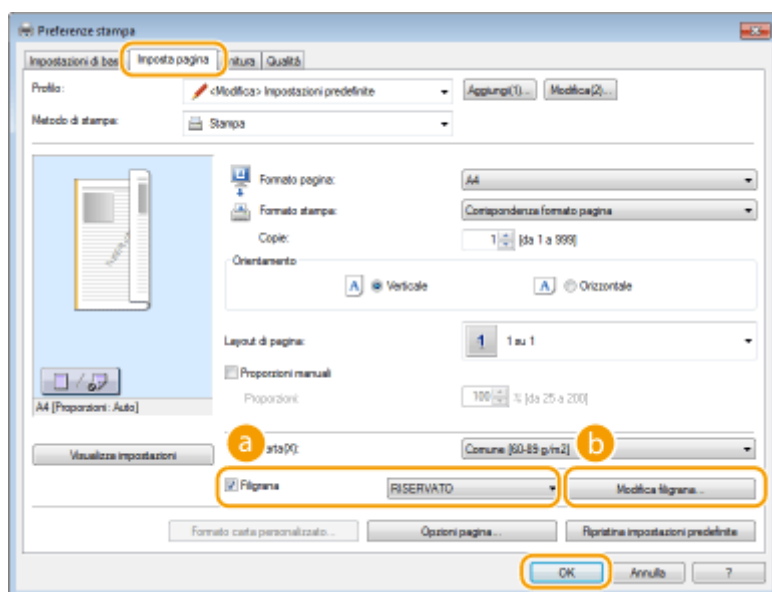 Preferenze stampa
Impostazioni di bas Imposta pagina nitura Qualità
Profilo: <Modifica> Impostazioni predefinite Aggiungi(1)... Modifica(2)...
Metodo di stampa: Stampa
Formato pagina: A4
Formato stampa: Corrispondenza formato pagina
Copie: 1 [da 1 a 999]
Orientamento
A Verticale A Orizzontale
Layout di pagina: 1 1 su 1
Proporzioni manuali
Proporzioni: 100 % [da 25 a 200]
A4 [Proporzioni: Auto]
a arta(X): Comune [60-89 g/m2] b
Visualizza impostazioni
Filigrana RISERVATO Modifica filigrana...
Formato carta personalizzato... Opzioni pagina... Ripristina impostazioni predefinite
OK Annulla ?